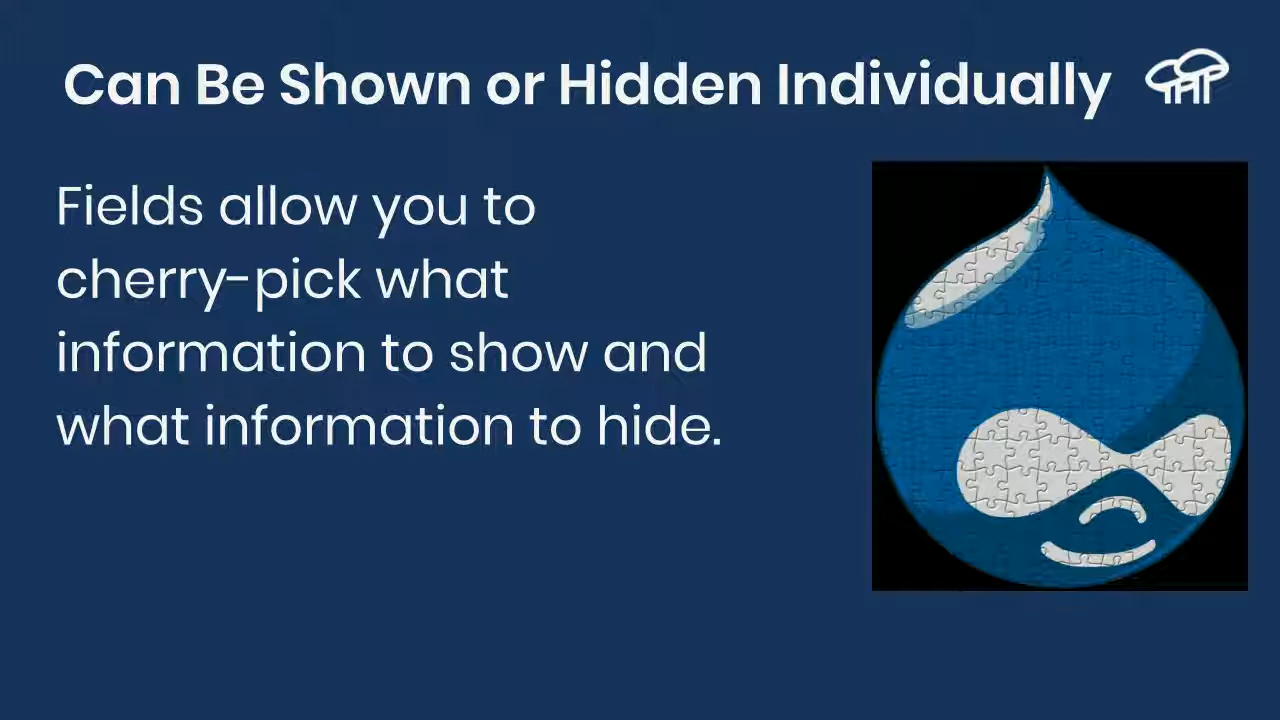 Can Be Shown or Hidden Individually
Fields allow you to
cherry-pick what
information to show and
what information to hide.